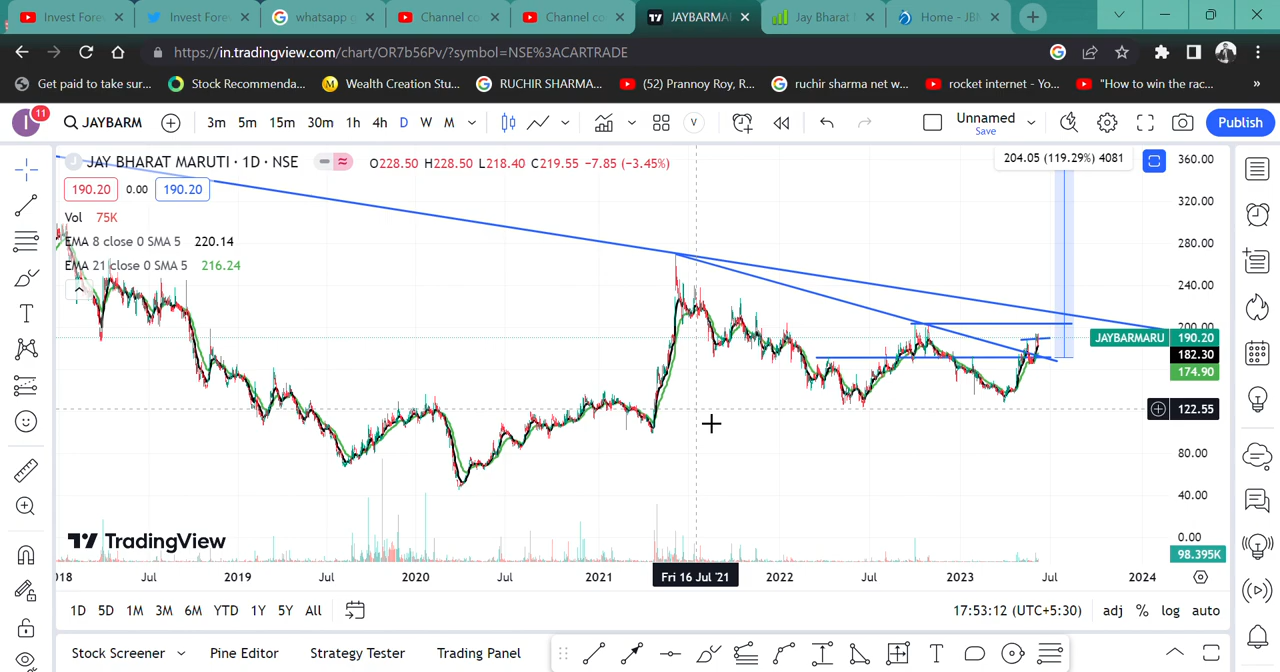 Invest Fore
Invest Fore
whatsapp g
Channel co
Channel co
JAYBARMA
Jay Bharat
Home - JBM
https://in.tradingview.com/chart/OR7b56Pv/?symbol=NSE%3ACARTRADE
Get paid to take sur...
Stock Recommenda...
Wealth Creation Stu...
RUCHIR SHARMA...
(52) Prannoy Roy, R...
ruchir sharma net w...
rocket internet - Yo...
"How to win the rac...
»
I 11
JAYBARM
3m 5m 15m 30m 1h 4h D W M
V
Unnamed
Save
Publish
J JAY BHARAT MARUTI · 1D · NSE
O228.50 H228.50 L218.40 C219.55 -7.85 (-3.45%)
204.05 (119.29%) 4081
190.20 0.00 190.20
Vol 75K
EMA 8 close 0 SMA 5 220.14
EMA 21 close 0 SMA 5 216.24
360.00
320.00
280.00
240.00
200.00
JAYBARMARU 190.20
182.30
174.90
122.55
80.00
40.00
0.00
98.395K
TradingView
2018 Jul 2019 Jul 2020 Jul 2021 Fri 16 Jul '21 2022 Jul 2023 Jul 2024
1D 5D 1M 3M 6M YTD 1Y 5Y All
17:53:12 (UTC+5:30) adj % log auto
Stock Screener Pine Editor Strategy Tester Trading Panel
T